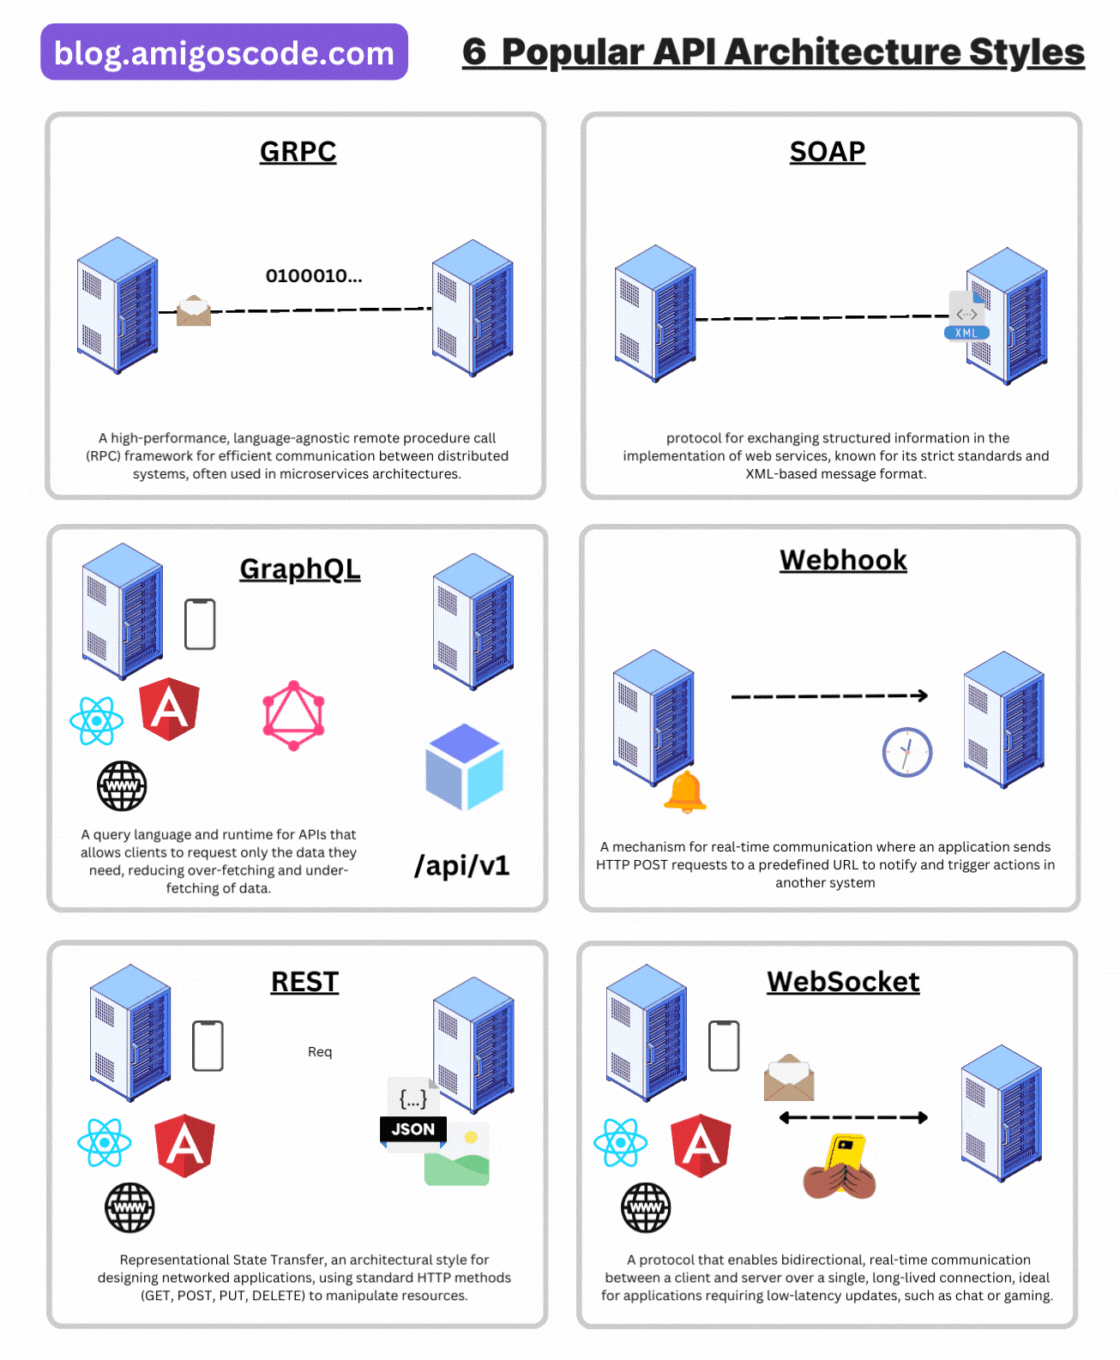 blog.amigoscode.com
6 Popular API Architecture Styles
GRPC
0100010...
A high-performance, language-agnostic remote procedure call
(RPC) framework for efficient communication between distributed
systems, often used in microservices architectures.
SOAP
XML
protocol for exchanging structured information in the
implementation of web services, known for its strict standards and
XML-based message format.
GraphQL
WWW
/api/v1
A query language and runtime for APIs that
allows clients to request only the data they
need, reducing over-fetching and under-
fetching of data.
Webhook
A mechanism for real-time communication where an application sends
HTTP POST requests to a predefined URL to notify and trigger actions in
another system
REST
Req
{...}
JSON
WWW
Representational State Transfer, an architectural style for
designing networked applications, using standard HTTP methods
(GET, POST, PUT, DELETE) to manipulate resources.
WebSocket
WWW
A protocol that enables bidirectional, real-time communication
between a client and server over a single, long-lived connection, ideal
for applications requiring low-latency updates, such as chat or gaming.